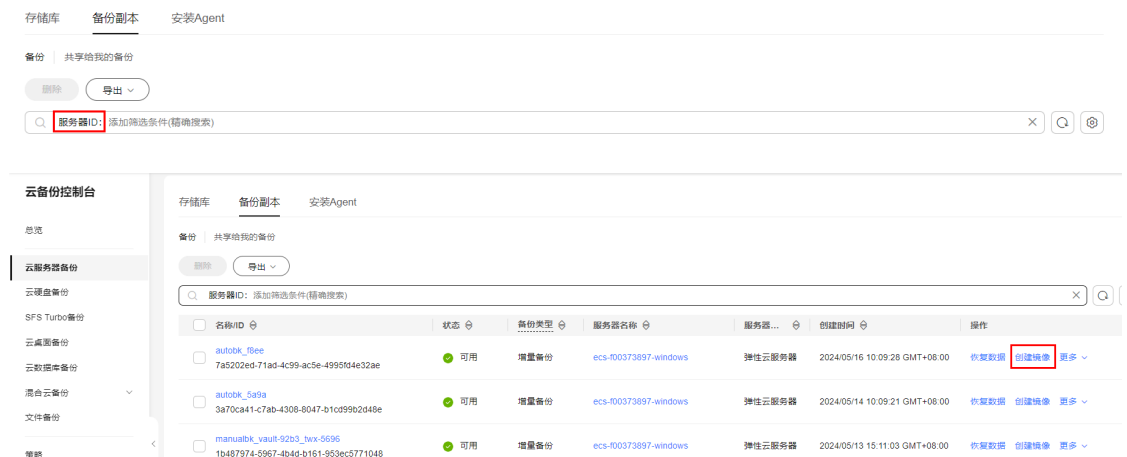 存储库 备份副本 安装Agent
备份 共享给我的备份
删除 导出
服务器ID: 添加筛选条件(精确搜索)
云备份控制台
总览
云服务器备份
云硬盘备份
SFS Turbo备份
云桌面备份
云数据库备份
混合云备份
文件备份
策略
存储库 备份副本 安装Agent
备份 共享给我的备份
删除 导出
服务器ID: 添加筛选条件(精确搜索)
名称/ID 状态 备份类型 服务器名称 服务器... 创建时间 操作
autobk_f8ee
7a5202ed-71ad-4c99-ac5e-4995fd4e32ae
可用 增量备份 ecs-f00373897-windows 弹性云服务器 2024/05/16 10:09:28 GMT+08:00 恢复数据 创建镜像 更多
autobk_5a9a
3a70ca41-c7ab-4308-8047-b1cd99b2d48e
可用 增量备份 ecs-f00373897-windows 弹性云服务器 2024/05/14 10:09:21 GMT+08:00 恢复数据 创建镜像 更多
manualbk_vault-92b3_twx-5696
1b487974-5967-4b4d-b161-953ec5771048
可用 增量备份 ecs-f00373897-windows 弹性云服务器 2024/05/13 15:11:03 GMT+08:00 恢复数据 创建镜像 更多